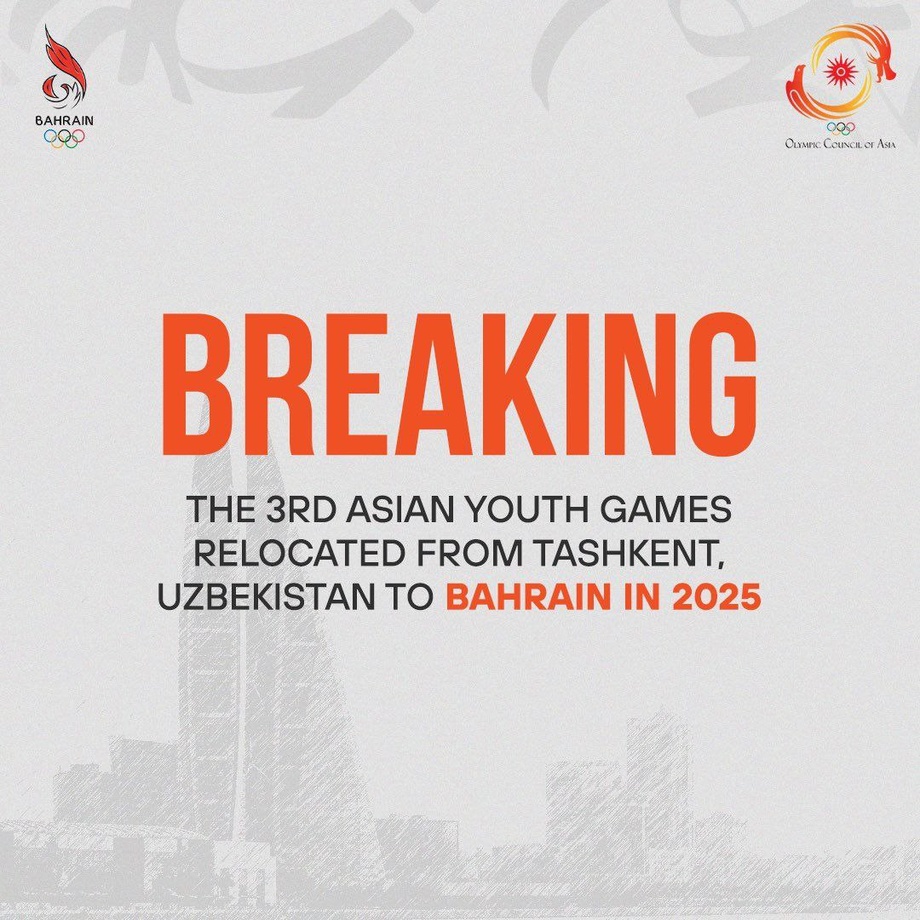 BAHRAIN
OLYMPIC COUNCIL OF ASIA
BREAKING
THE 3RD ASIAN YOUTH GAMES
RELOCATED FROM TASHKENT,
UZBEKISTAN TO BAHRAIN IN 2025